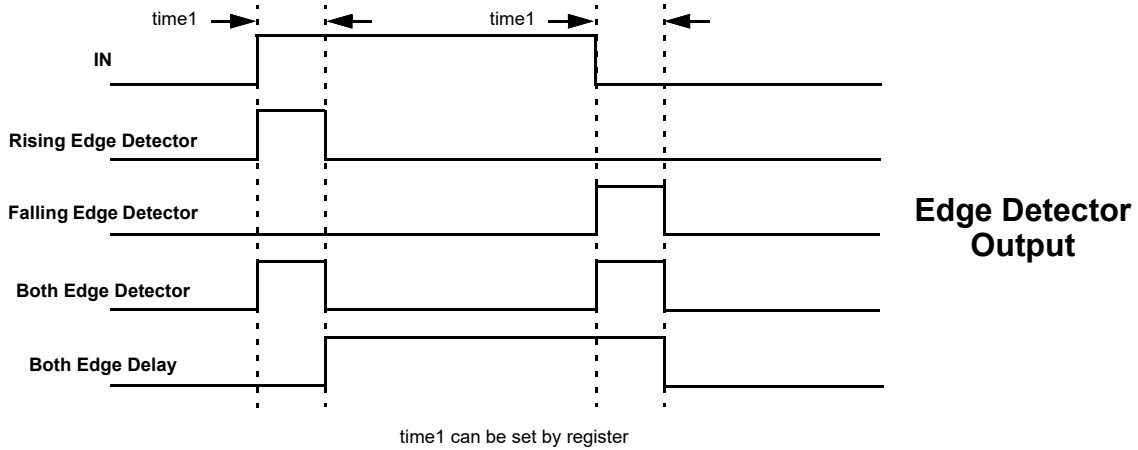 time1
time1
IN
Rising Edge Detector
Falling Edge Detector
Edge Detector
Output
Both Edge Detector
Both Edge Delay
time1 can be set by register